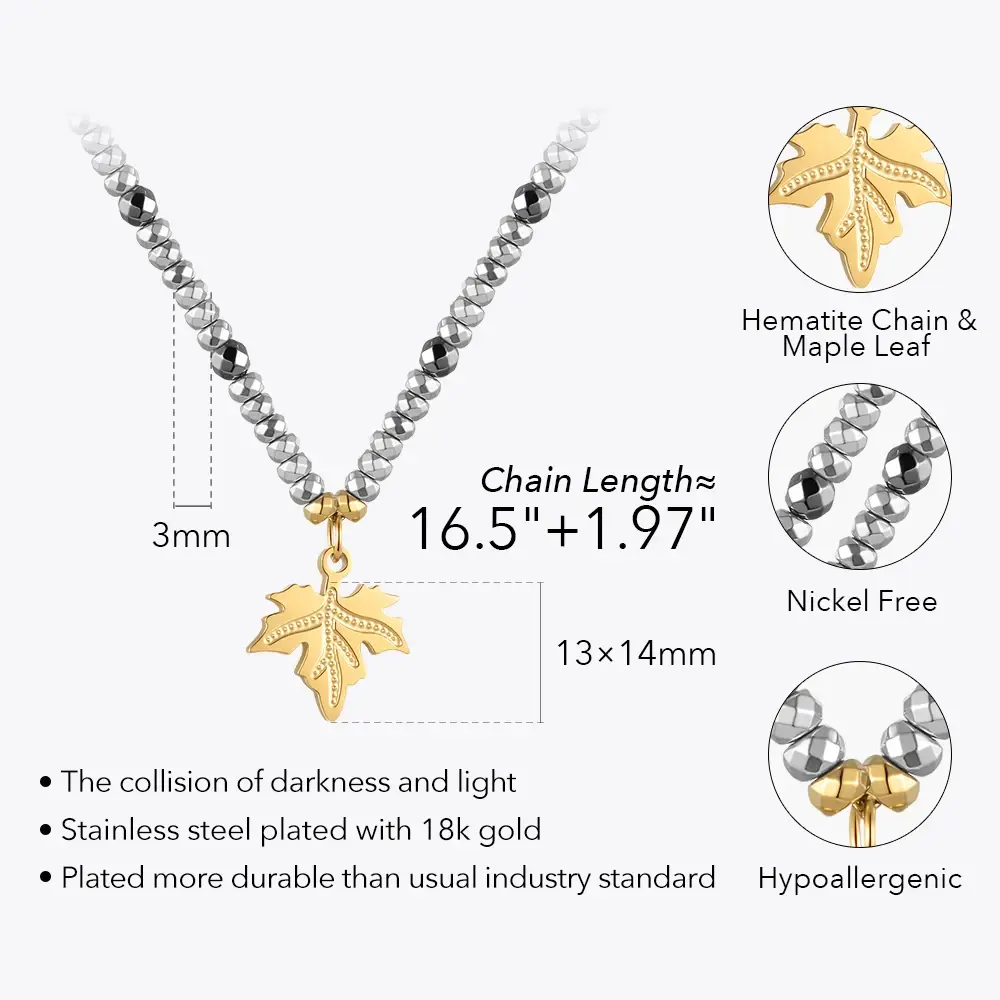 Hematite Chain &
Maple Leaf
Chain Length≈
16.5"+1.97"
3mm
Nickel Free
13×14mm
• The collision of darkness and light
• Stainless steel plated with 18k gold
• Plated more durable than usual industry standard
Hypoallergenic